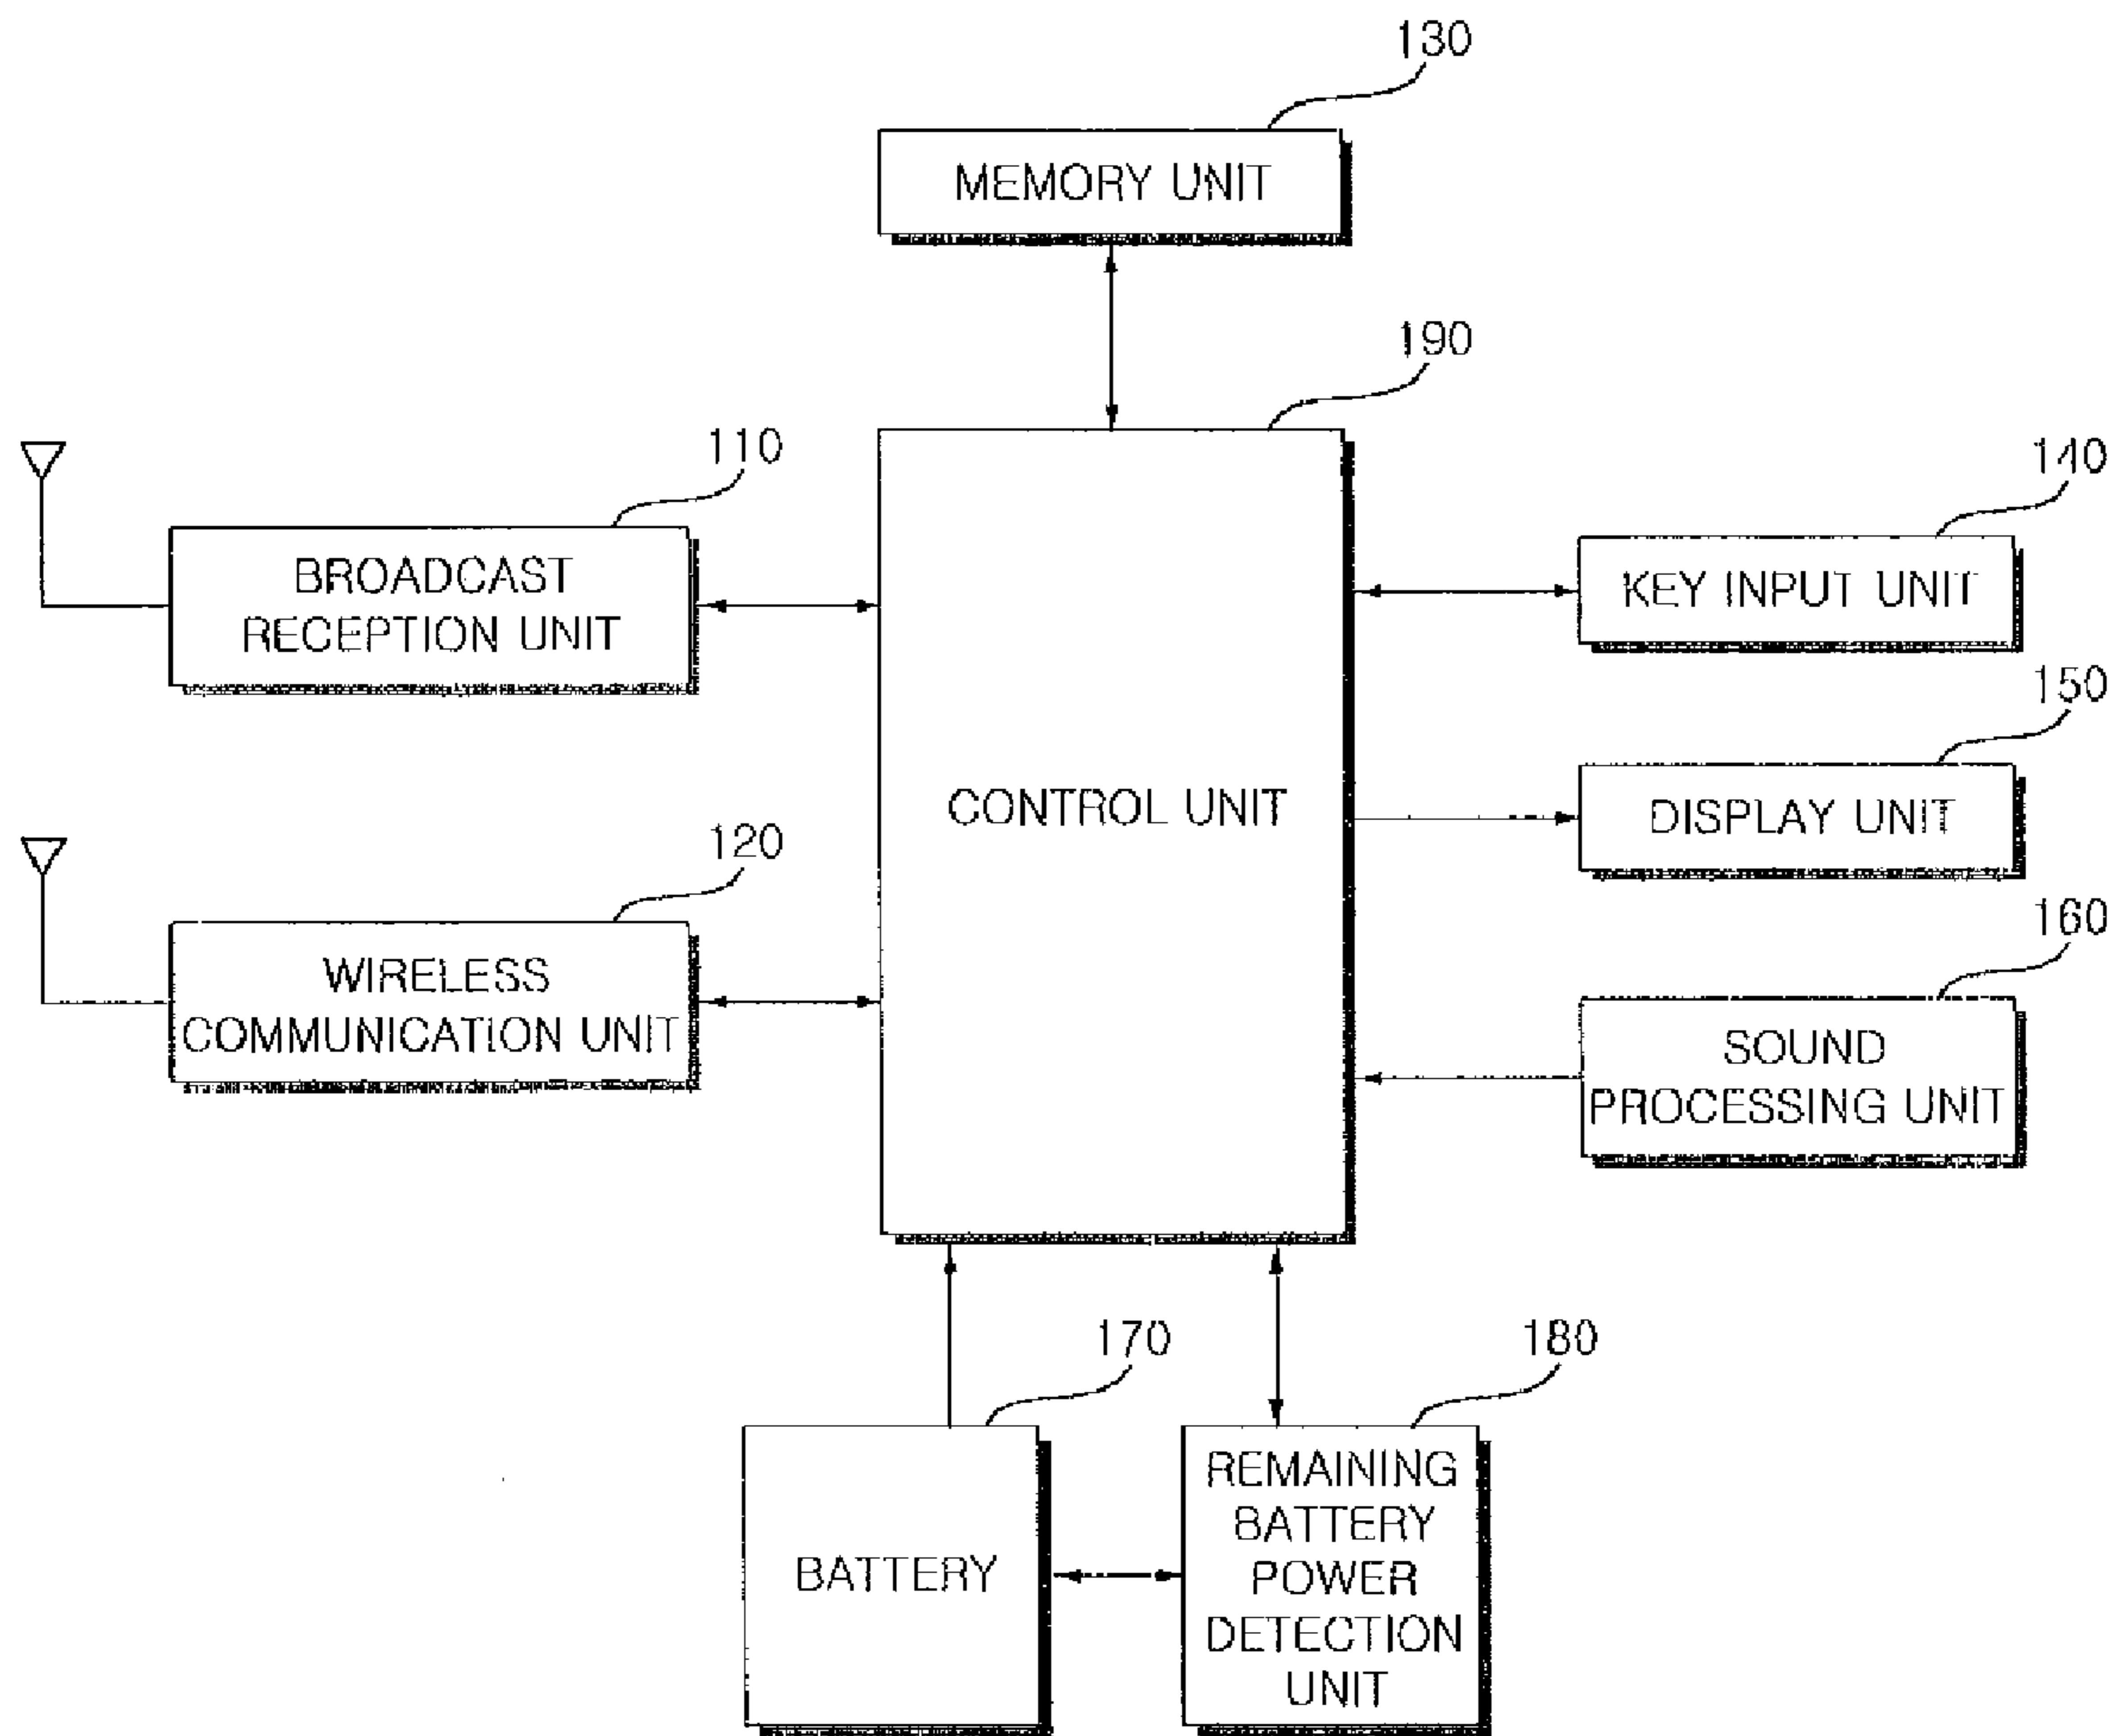 130
MEMORY UNIT
190
110
140
BROADCAST
RECEPTION UNIT
KEY INPUT UNIT
150
CONTROL UNIT
DISPLAY UNIT
120
160
WIRELESS
COMMUNICATION UNIT
SOUND
PROCESSING UNIT
170
180
BATTERY
REMAINING
BATTERY
POWER
DETECTION
UNIT